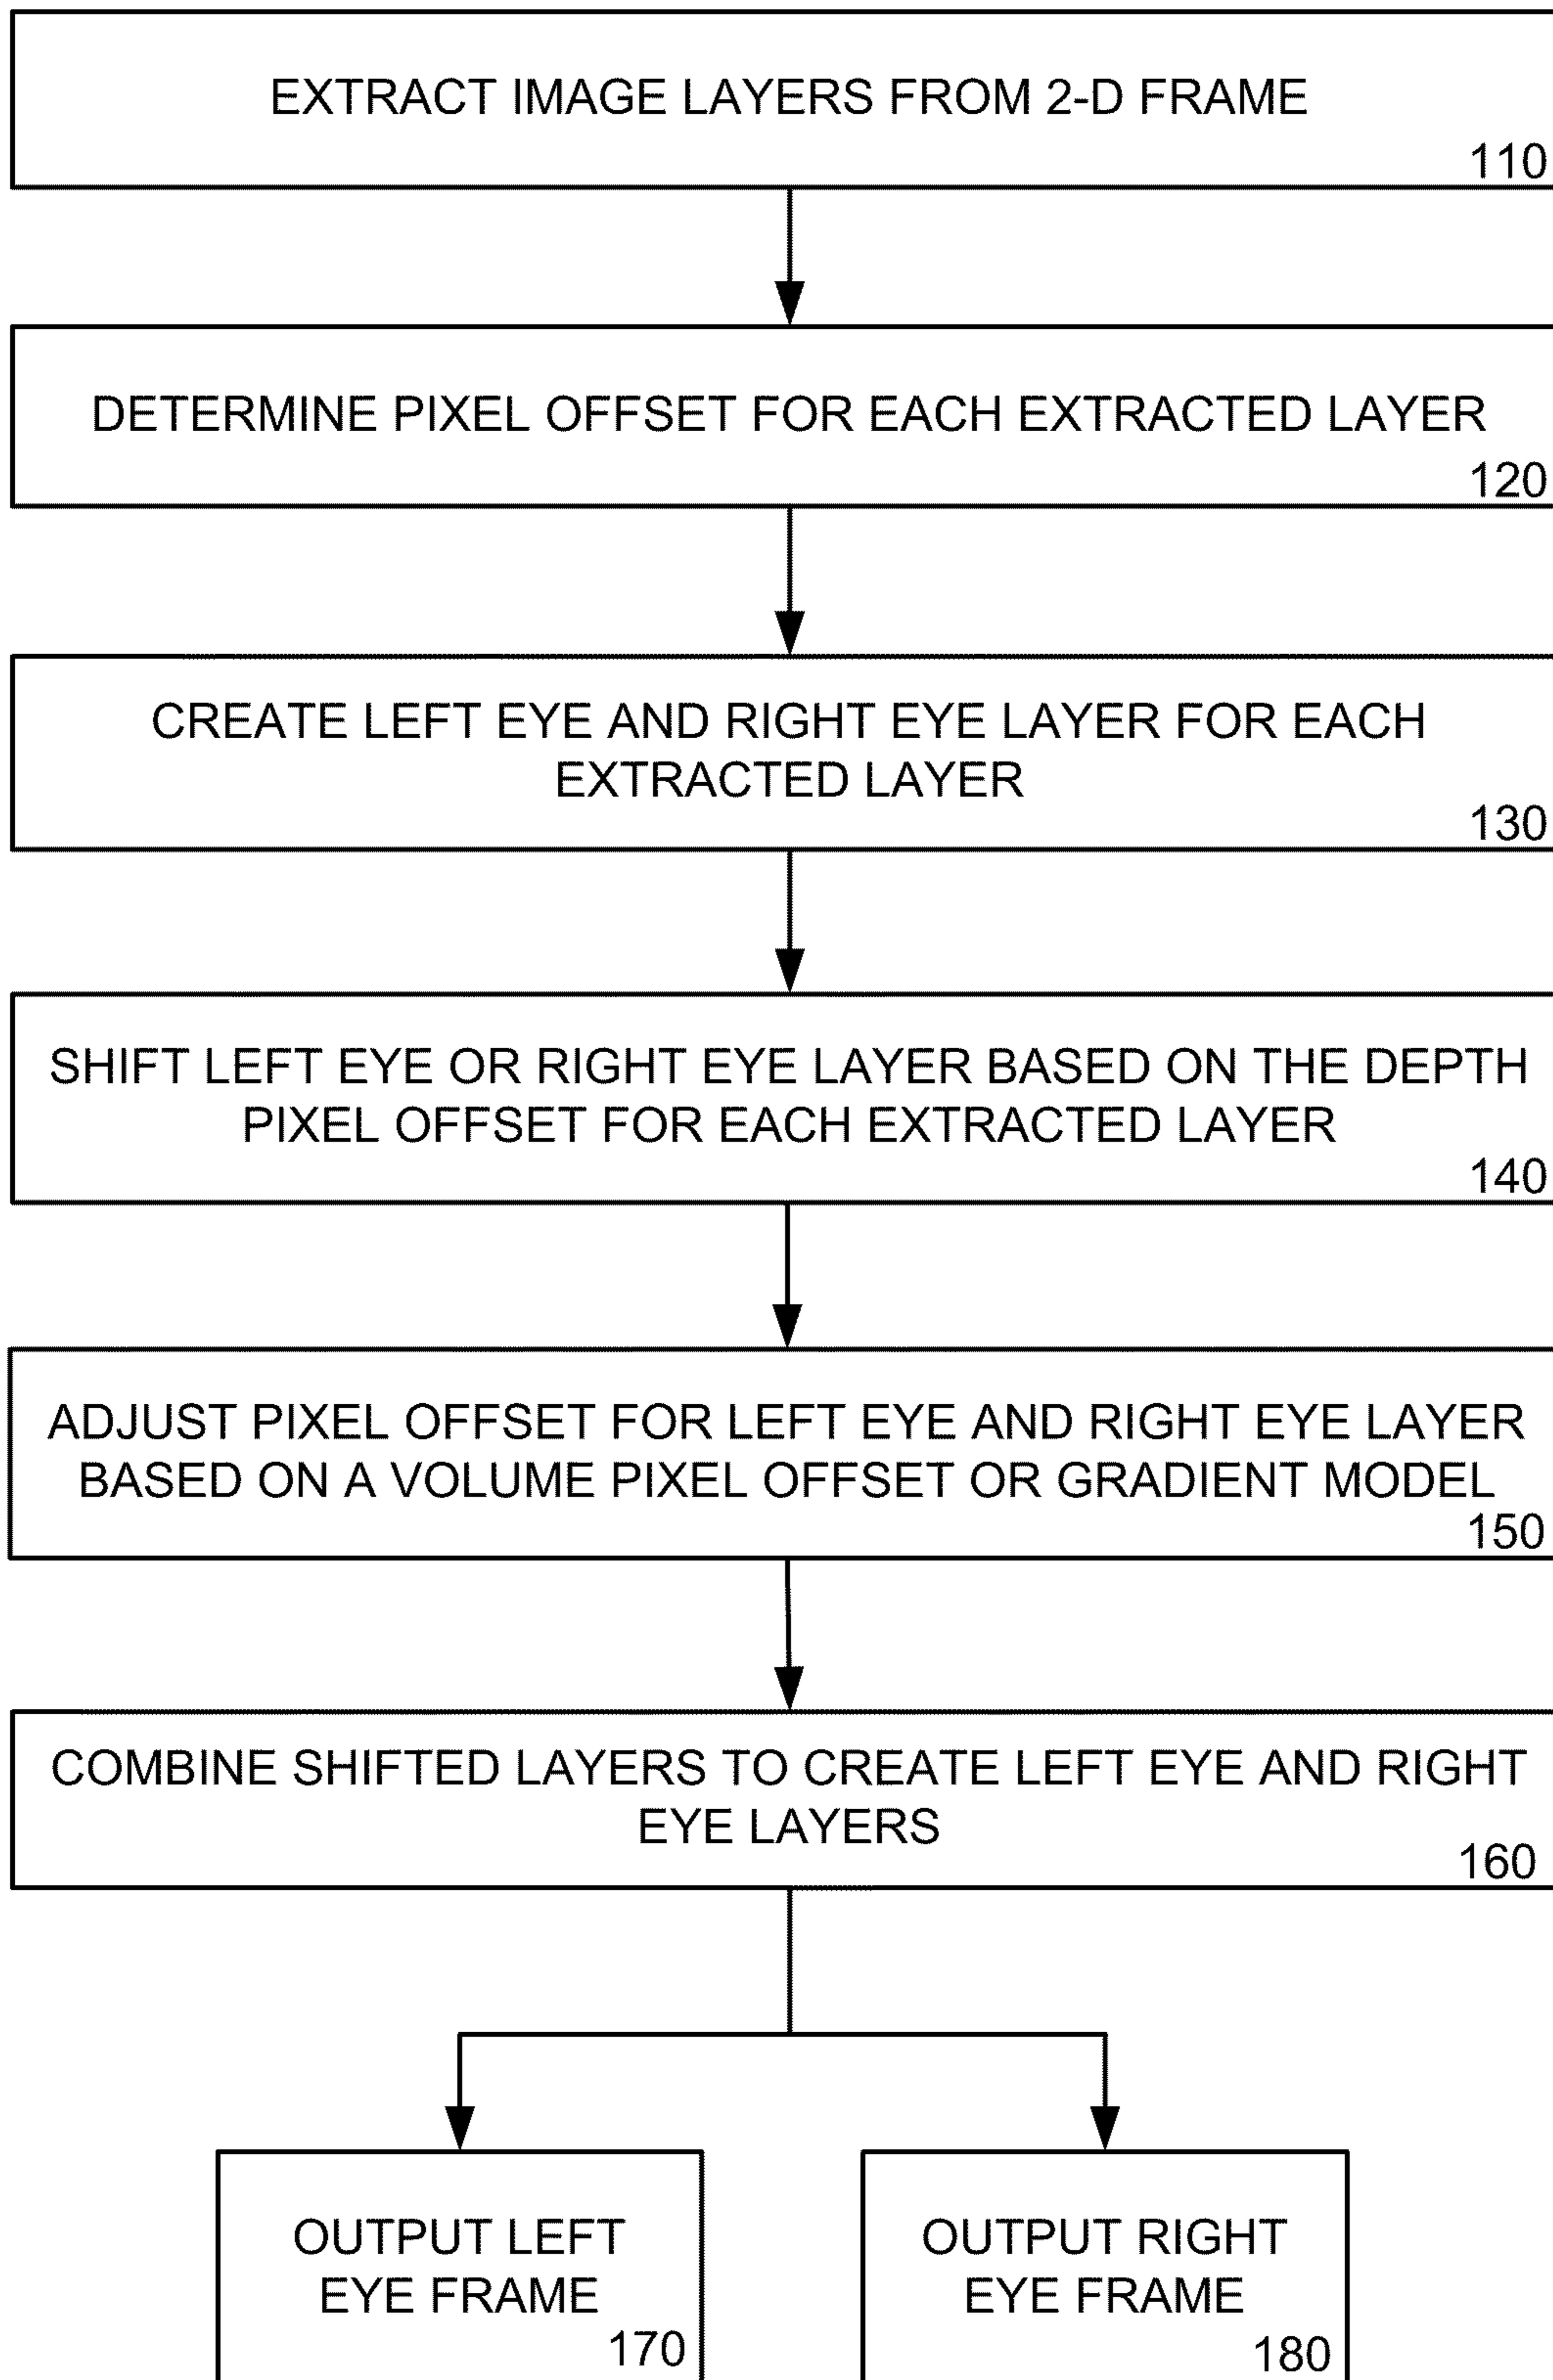 EXTRACT IMAGE LAYERS FROM 2-D FRAME
110
DETERMINE PIXEL OFFSET FOR EACH EXTRACTED LAYER
120
CREATE LEFT EYE AND RIGHT EYE LAYER FOR EACH
EXTRACTED LAYER
130
SHIFT LEFT EYE OR RIGHT EYE LAYER BASED ON THE DEPTH
PIXEL OFFSET FOR EACH EXTRACTED LAYER
140
ADJUST PIXEL OFFSET FOR LEFT EYE AND RIGHT EYE LAYER
BASED ON A VOLUME PIXEL OFFSET OR GRADIENT MODEL
150
COMBINE SHIFTED LAYERS TO CREATE LEFT EYE AND RIGHT
EYE LAYERS
160
OUTPUT LEFT
EYE FRAME
170
OUTPUT RIGHT
EYE FRAME
180